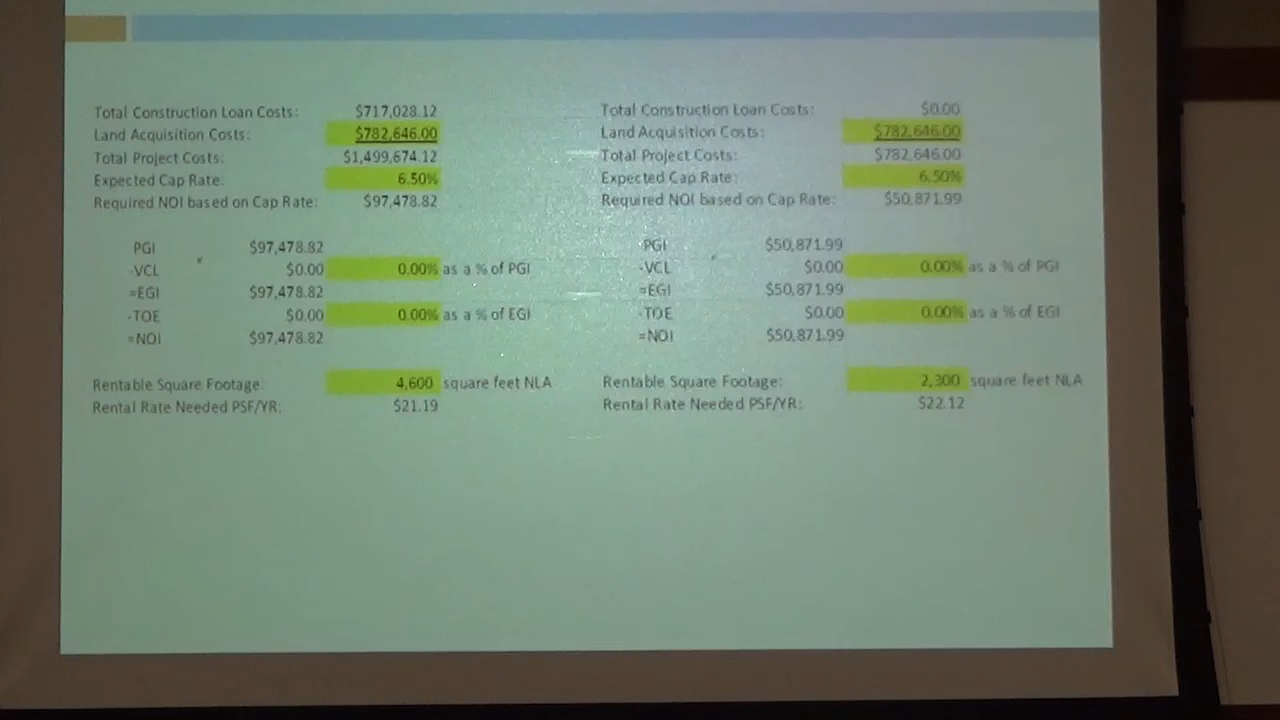 Total Construction Loan Costs: $717,028.12
Land Acquisition Costs: $782,646.00
Total Project Costs: $1,499,674.12
Expected Cap Rate: 6.50%
Required NOI based on Cap Rate: $97,478.82
PGI $97,478.82
-VCL $0.00 0.00% as a % of PGI
=EGI $97,478.82
-TOE $0.00 0.00% as a % of EGI
=NOI $97,478.82
Rentable Square Footage: 4,600 square feet NLA
Rental Rate Needed PSF/YR: $21.19
Total Construction Loan Costs: $0.00
Land Acquisition Costs: $782,646.00
Total Project Costs: $782,646.00
Expected Cap Rate: 6.50%
Required NOI based on Cap Rate: $50,871.99
PGI $50,871.99
-VCL $0.00 0.00% as a % of PGI
=EGI $50,871.99
-TOE $0.00 0.00% as a % of EGI
=NOI $50,871.99
Rentable Square Footage: 2,300 square feet NLA
Rental Rate Needed PSF/YR: $22.12